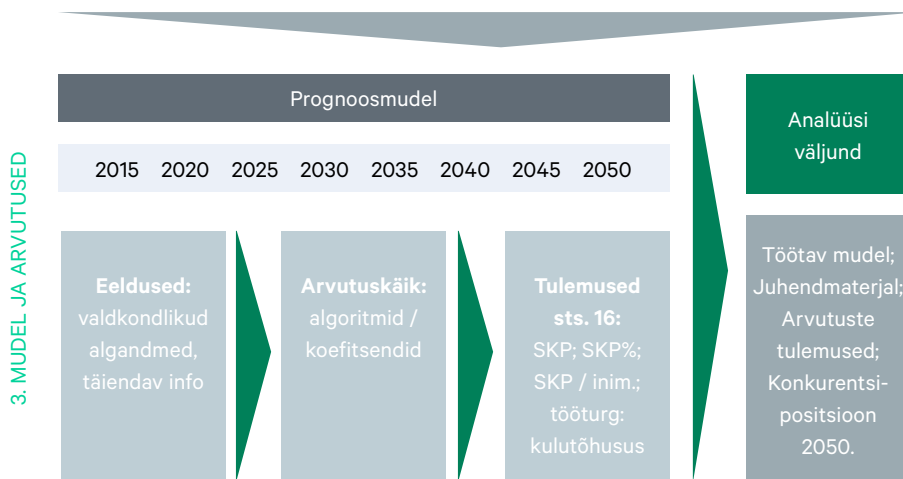 3. MUDEL JA ARVUTUSED
Prognoosmudel
2015 2020 2025 2030 2035 2040 2045 2050
Eeldused:
valdkondlikud
algandmed,
täiendav info
Arvutuskäik:
algoritmid /
koefitsendid
Tulemused
sts. 16:
SKP; SKP%;
SKP / inim.;
tööturg:
kulutõhusus
Analüüsi
väljund
Töötav mudel;
Juhendmaterjal;
Arvutuste
tulemused;
Konkurentsi-
positsioon
2050.